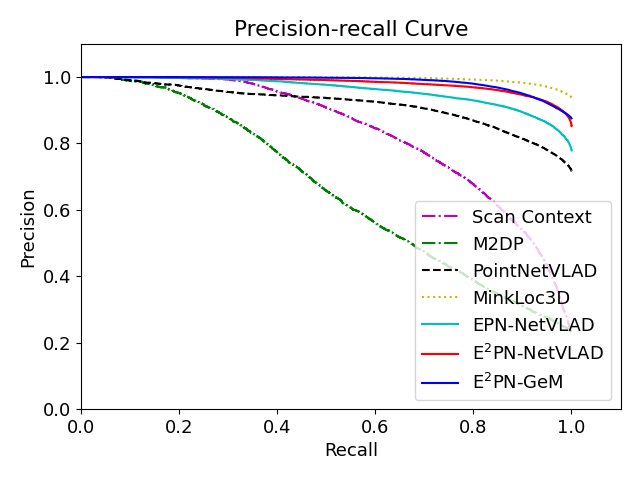 Precision-recall Curve
Precision
1.0
0.8
0.6
0.4
0.2
0.0
Scan Context
M2DP
PointNetVLAD
MinkLoc3D
EPN-NetVLAD
E²PN-NetVLAD
E²PN-GeM
0.0 0.2 0.4 0.6 0.8 1.0
Recall